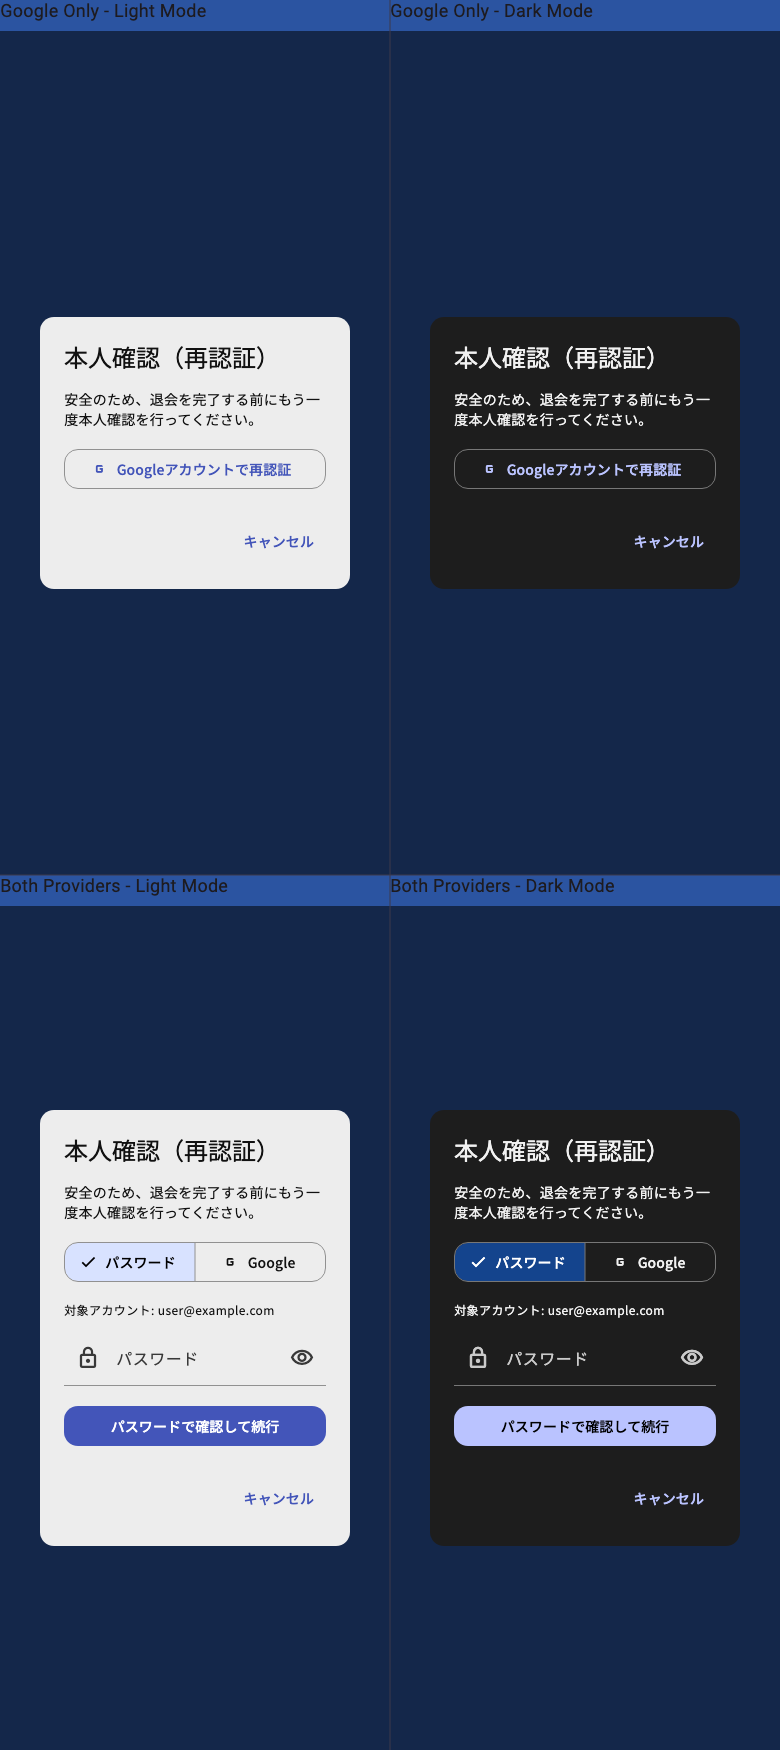 Google Only - Light Mode
Google Only - Dark Mode
本人確認（再認証）
安全のため、退会を完了する前にもう一
度本人確認を行ってください。
G Googleアカウントで再認証
キャンセル
本人確認（再認証）
安全のため、退会を完了する前にもう一
度本人確認を行ってください。
G Googleアカウントで再認証
キャンセル
Both Providers - Light Mode
Both Providers - Dark Mode
本人確認（再認証）
安全のため、退会を完了する前にもう一
度本人確認を行ってください。
パスワード
G Google
対象アカウント: user@example.com
パスワード
パスワードで確認して続行
キャンセル
本人確認（再認証）
安全のため、退会を完了する前にもう一
度本人確認を行ってください。
パスワード
G Google
対象アカウント: user@example.com
パスワード
パスワードで確認して続行
キャンセル